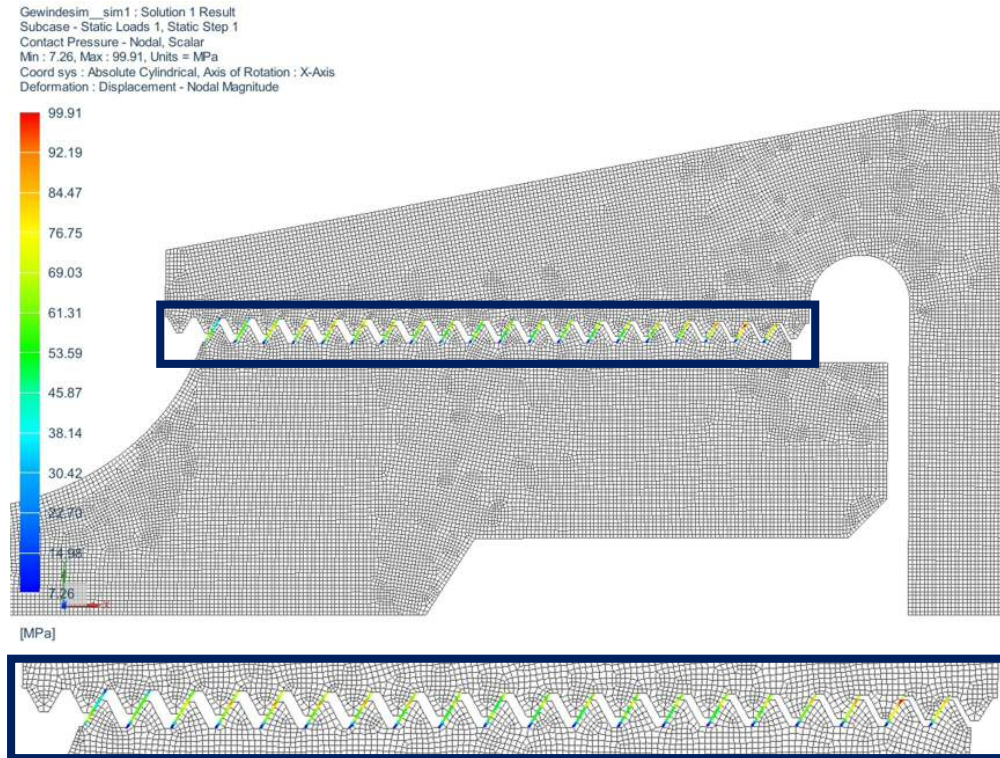 Gewindesim__sim1 : Solution 1 Result
Subcase - Static Loads 1, Static Step 1
Contact Pressure - Nodal, Scalar
Min : 7.26, Max : 99.91, Units = MPa
Coord sys : Absolute Cylindrical, Axis of Rotation : X-Axis
Deformation : Displacement - Nodal Magnitude
99.91
92.19
84.47
76.75
69.03
61.31
53.59
45.87
38.14
30.42
22.70
14.98
7.26
[MPa]